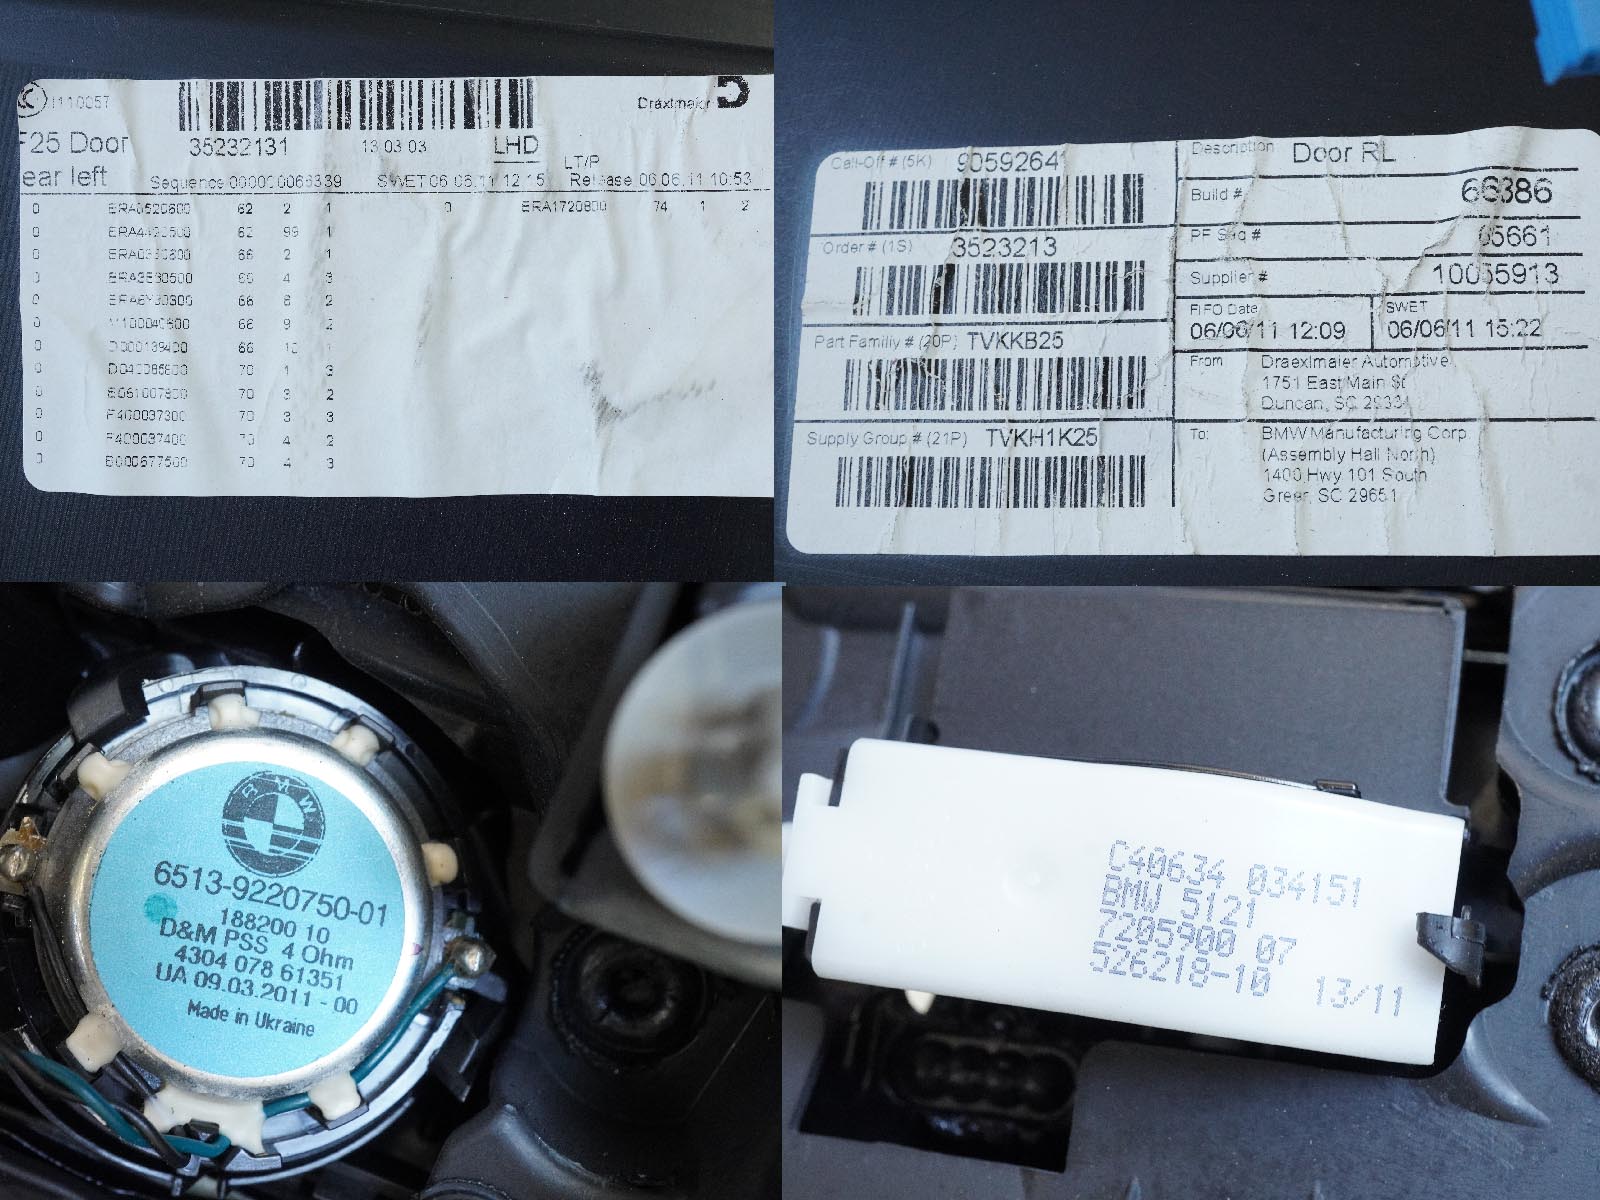 I110057
Dräxlmaier
F25 Door
35232131
13 03 03
LHD
LT/P
ear left
SWET 06 06.11 12 15
Release 06 06.11 10:53
0 62 2 1
0 ERA1720800 74 1 2
0 62 99 1
0 66 2 1
0 66 4 3
0 66 2
0 66 9 2
0 66
0 70 1 3
0 70 3 2
0 F400037300 70 3 3
0 F400037400 70 4 2
0 70 4 3
Call-Off # (5K) 90592641
Order # (1S) 3523213
Part Familiy # (20P) TVKKB25
Supply Group # (21P) TVKH1K25
Description Door RL
Build # 66386
PF Seq #
Supplier #
FIFO Date
06/06/11 12:09
SWET
06/06/11 15:22
From Draexlmaier Automotive
1751 East Main St
Duncan, SC 29334
To: BMW Manufacturing Corp.
(Assembly Hall North)
1400 Hwy 101 South
Greer, SC 29651
BMW
6513-9220750-01
188200 10
D&M PSS 4 Ohm
4304 078 61351
UA 09.03.2011 - 00
Made in Ukraine
C40634 034151
BMW 5121
7205900 07
526218-10 13/11